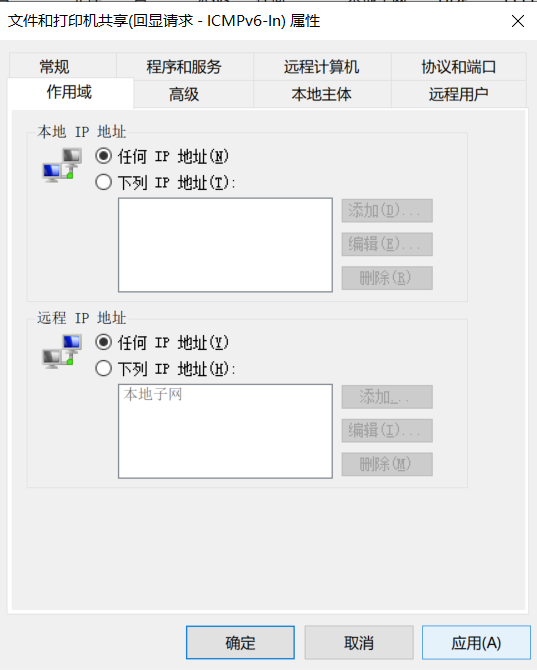 文件和打印机共享(回显请求 - ICMPv6-In) 属性
常规 程序和服务 远程计算机 协议和端口
作用域 高级 本地主体 远程用户
本地 IP 地址
任何 IP 地址(N)
下列 IP 地址(T):
添加(D)...
编辑(E)...
删除(R)
远程 IP 地址
任何 IP 地址(Y)
下列 IP 地址(H):
本地子网
添加...
编辑(I)...
删除(M)
确定 取消 应用(A)